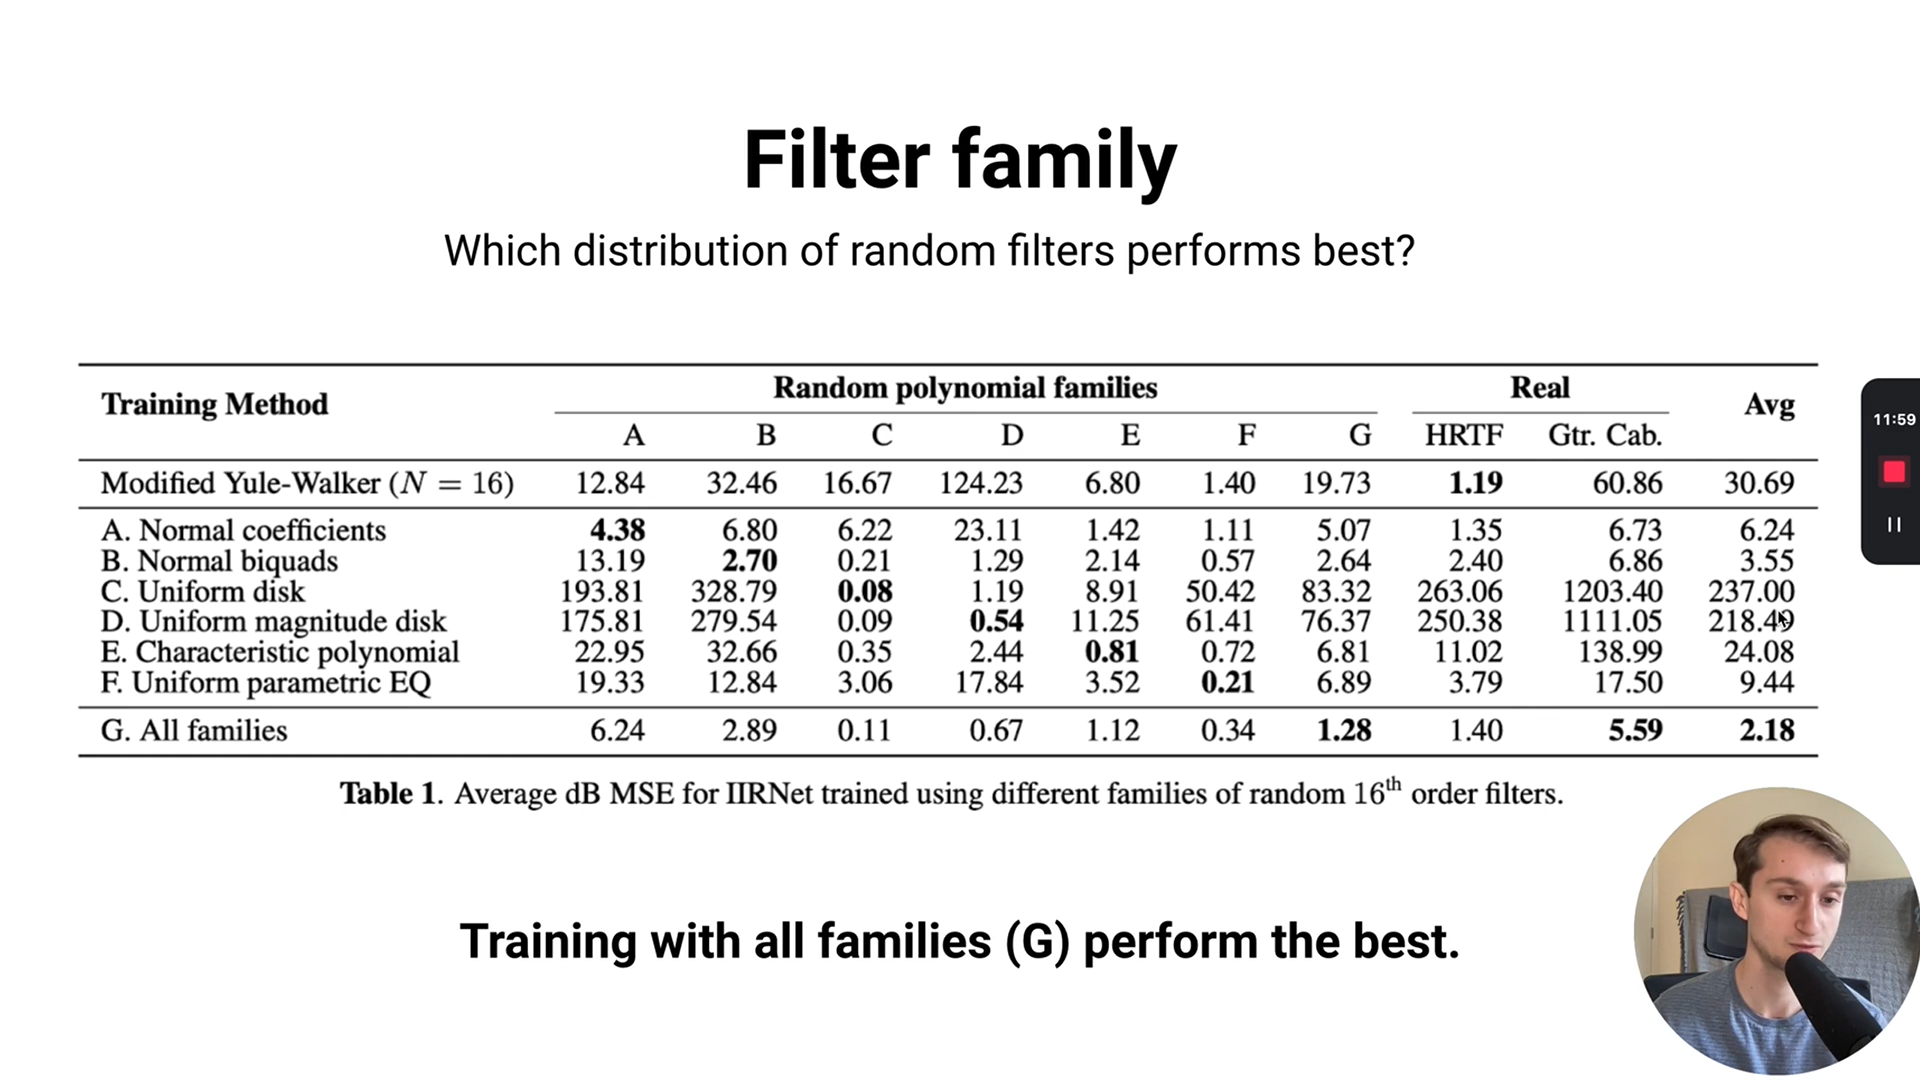 Filter family
Which distribution of random filters performs best?
Training Method Random polynomial families Real Avg
A B C D E F G HRTF Gtr. Cab.
Modified Yule-Walker (N = 16) 12.84 32.46 16.67 124.23 6.80 1.40 19.73 1.19 60.86 30.69
A. Normal coefficients 4.38 6.80 6.22 23.11 1.42 1.11 5.07 1.35 6.73 6.24
B. Normal biquads 13.19 2.70 0.21 1.29 2.14 0.57 2.64 2.40 6.86 3.55
C. Uniform disk 193.81 328.79 0.08 1.19 8.91 50.42 83.32 263.06 1203.40 237.00
D. Uniform magnitude disk 175.81 279.54 0.09 0.54 11.25 61.41 76.37 250.38 1111.05 218.49
E. Characteristic polynomial 22.95 32.66 0.35 2.44 0.81 0.72 6.81 11.02 138.99 24.08
F. Uniform parametric EQ 19.33 12.84 3.06 17.84 3.52 0.21 6.89 3.79 17.50 9.44
G. All families 6.24 2.89 0.11 0.67 1.12 0.34 1.28 1.40 5.59 2.18
Table 1. Average dB MSE for IIRNet trained using different families of random 16th order filters.
Training with all families (G) perform the best.
11:59